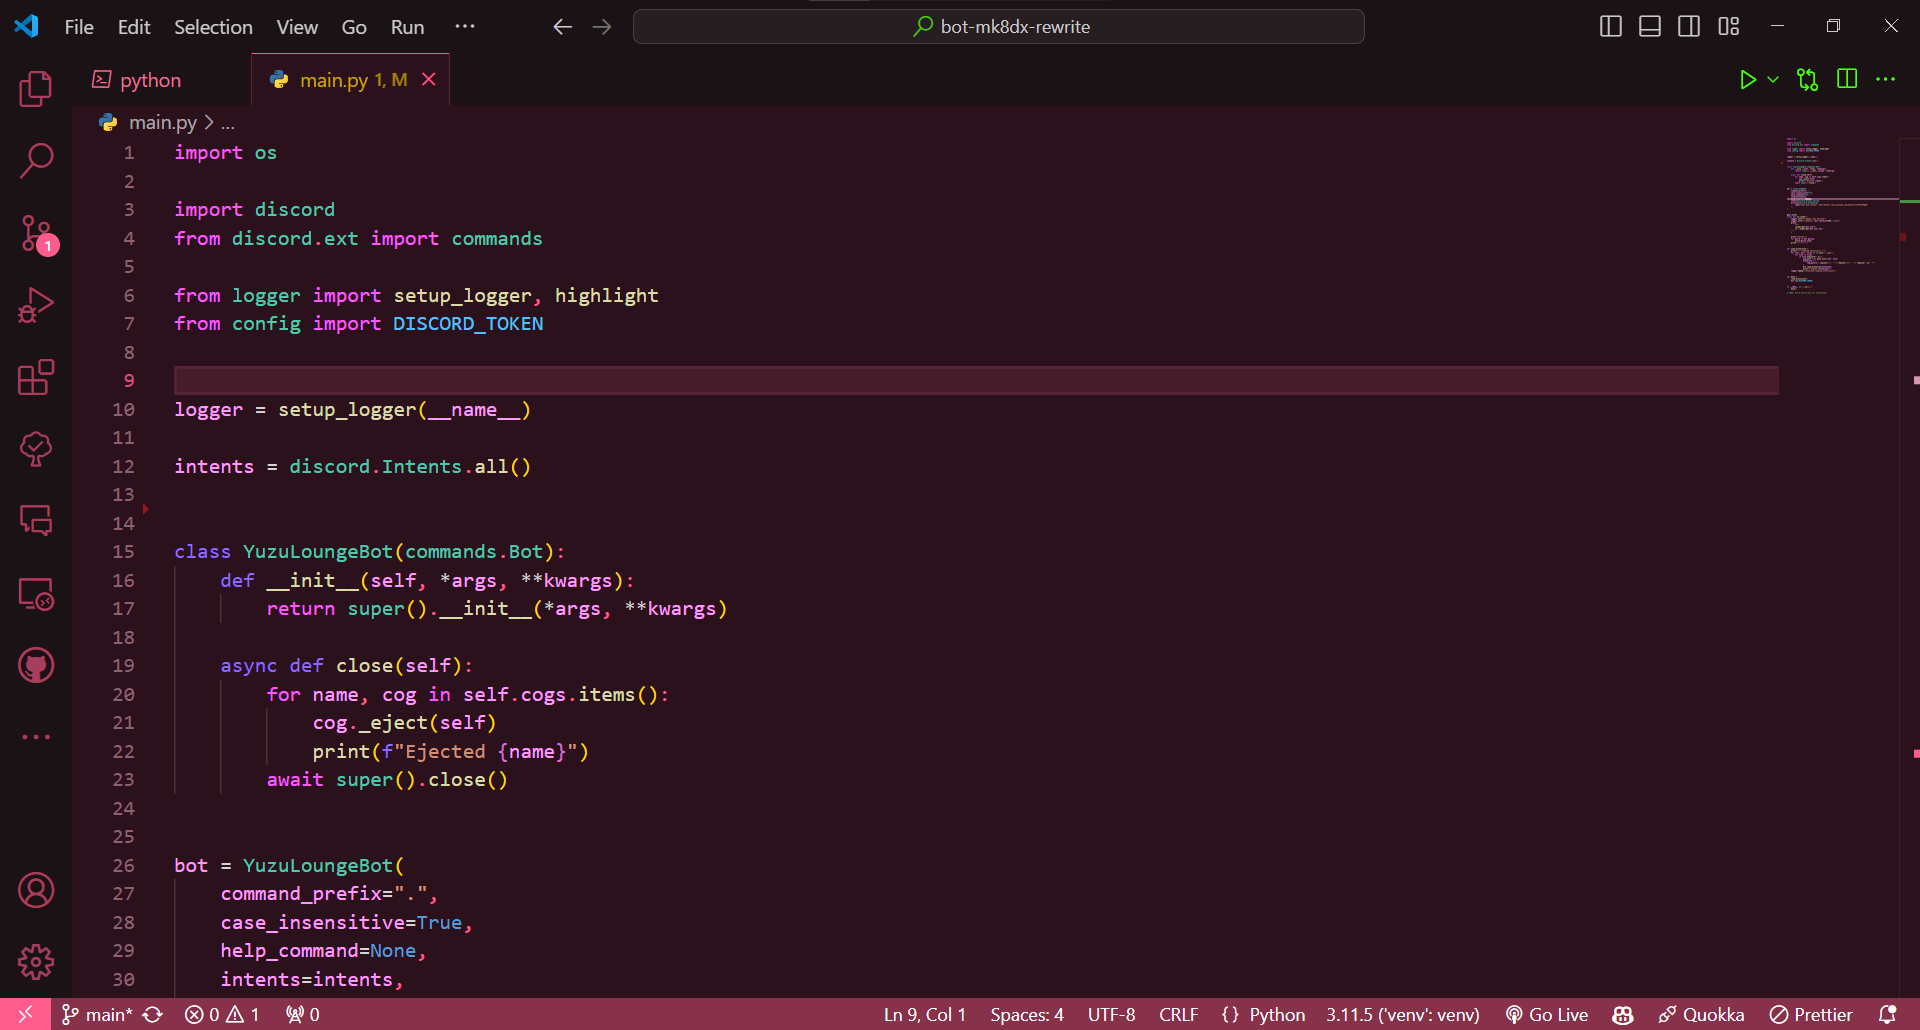 File Edit Selection View Go Run ···
bot-mk8dx-rewrite
python
main.py 1, M
main.py > ...
1 import os
2
3 import discord
4 from discord.ext import commands
5
6 from logger import setup_logger, highlight
7 from config import DISCORD_TOKEN
8
9
10 logger = setup_logger(__name__)
11
12 intents = discord.Intents.all()
13
14
15 class YuzuLoungeBot(commands.Bot):
16     def __init__(self, *args, **kwargs):
17         return super().__init__(*args, **kwargs)
18
19     async def close(self):
20         for name, cog in self.cogs.items():
21             cog._eject(self)
22             print(f"Ejected {name}")
23         await super().close()
24
25
26 bot = YuzuLoungeBot(
27     command_prefix=".",
28     case_insensitive=True,
29     help_command=None,
30     intents=intents,
1
main* 0 1 0 Ln 9, Col 1 Spaces: 4 UTF-8 CRLF {} Python 3.11.5 ('venv': venv) Go Live Quokka Prettier